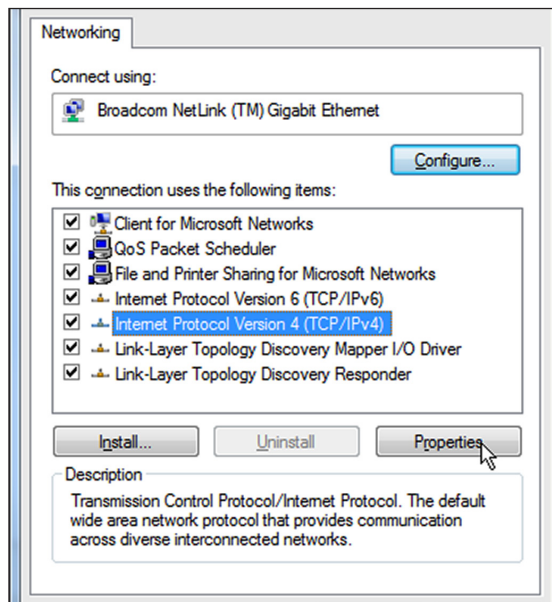 Networking
Connect using:
Broadcom NetLink (TM) Gigabit Ethernet
Configure...
This connection uses the following items:
Client for Microsoft Networks
QoS Packet Scheduler
File and Printer Sharing for Microsoft Networks
Internet Protocol Version 6 (TCP/IPv6)
Internet Protocol Version 4 (TCP/IPv4)
Link-Layer Topology Discovery Mapper I/O Driver
Link-Layer Topology Discovery Responder
Install...
Uninstall
Properties
Description
Transmission Control Protocol/Internet Protocol. The default
wide area network protocol that provides communication
across diverse interconnected networks.